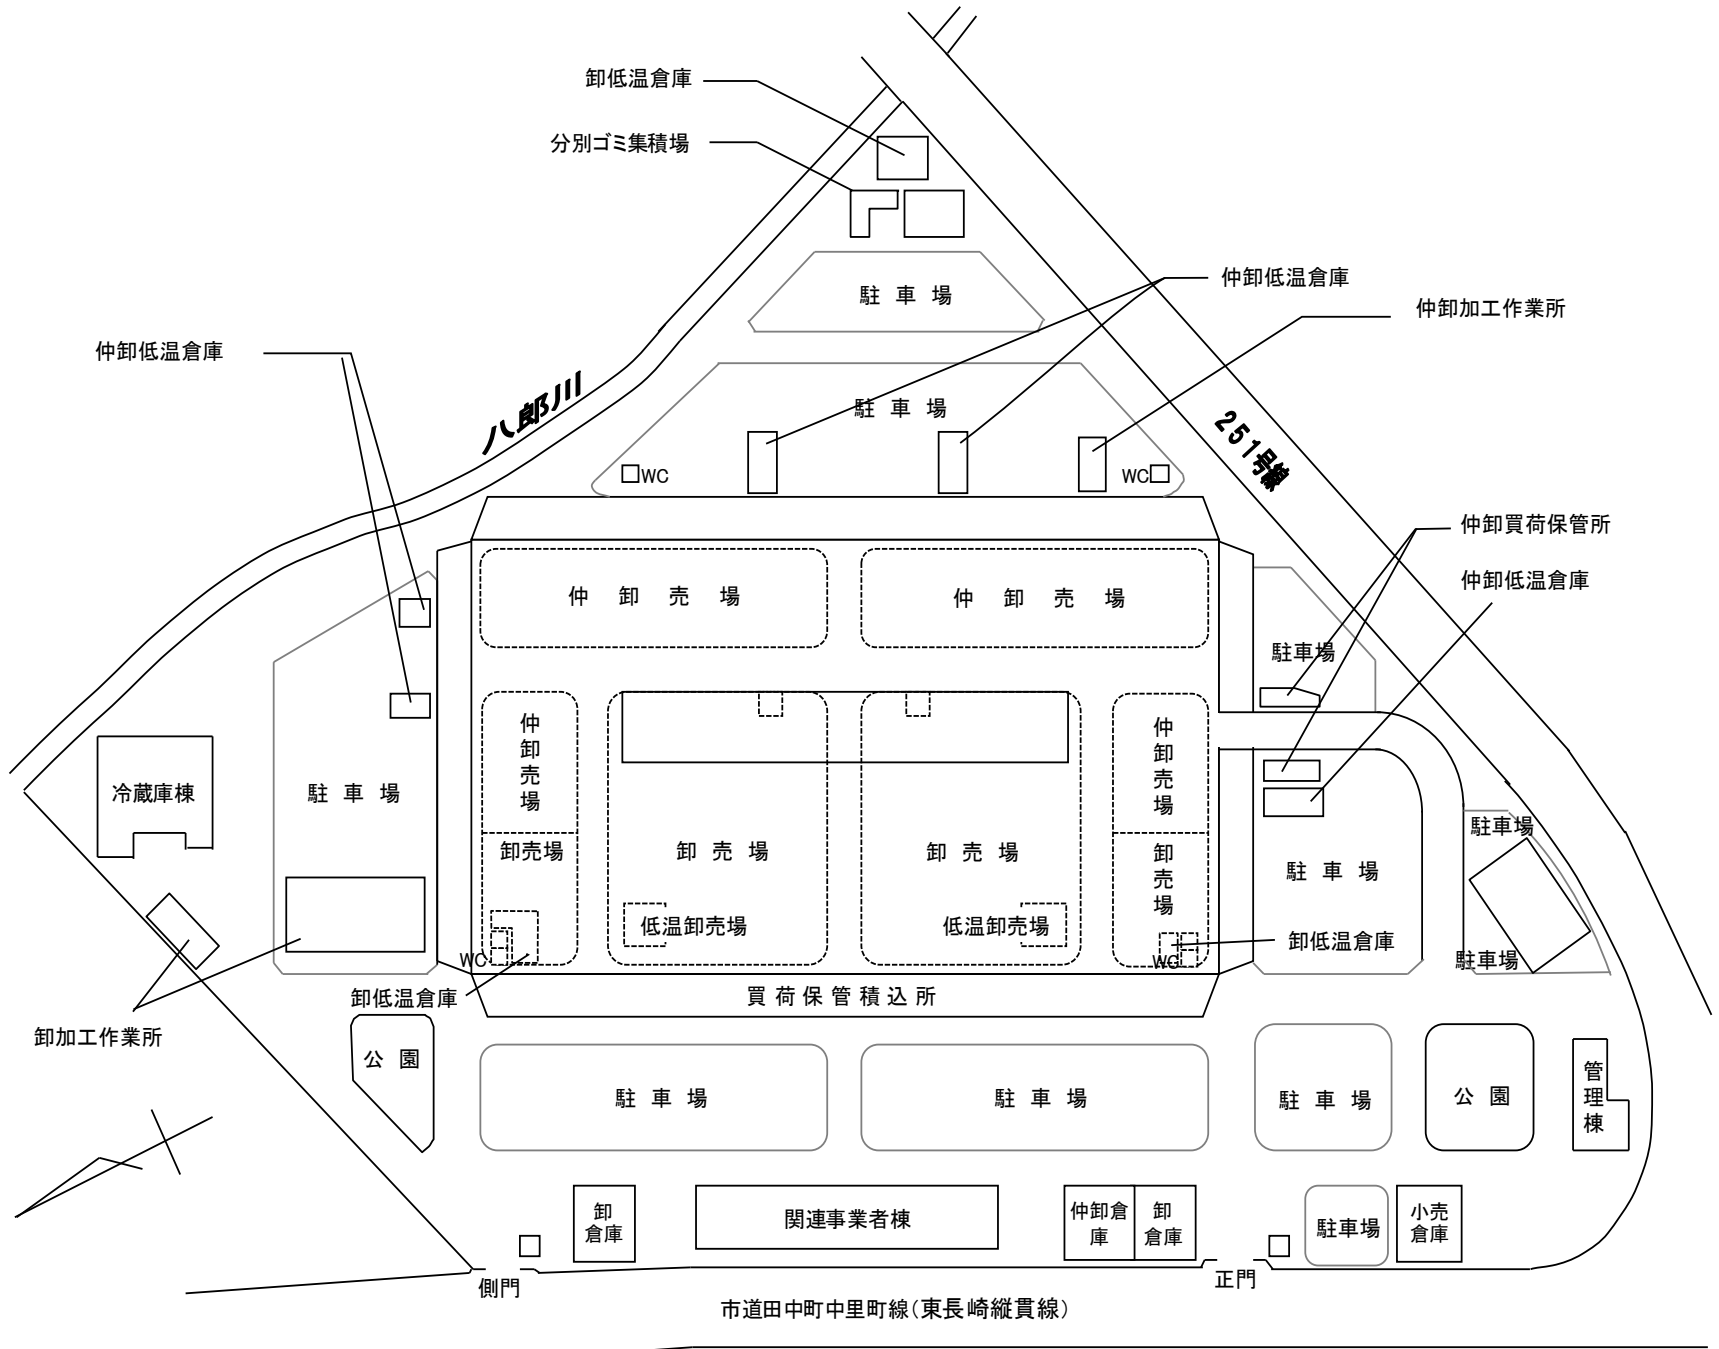 卸低温倉庫
分別ゴミ集積場
駐車場
仲卸低温倉庫
仲卸加工作業所
仲卸低温倉庫
八郎川
駐車場
251号線
WC
WC
仲卸買荷保管所
仲卸低温倉庫
仲卸売場
仲卸売場
駐車場
仲卸売場
仲卸売場
冷蔵庫棟
駐車場
駐車場
卸売場
卸売場
卸売場
卸売場
駐車場
低温卸売場
低温卸売場
卸低温倉庫
WC
WC
駐車場
卸低温倉庫
買荷保管積込所
卸加工作業所
公園
駐車場
駐車場
駐車場
公園
管理棟
卸
倉庫
関連事業者棟
仲卸倉
庫
卸
倉庫
駐車場
小売
倉庫
側門
正門
市道田中町中里町線(東長崎縦貫線)